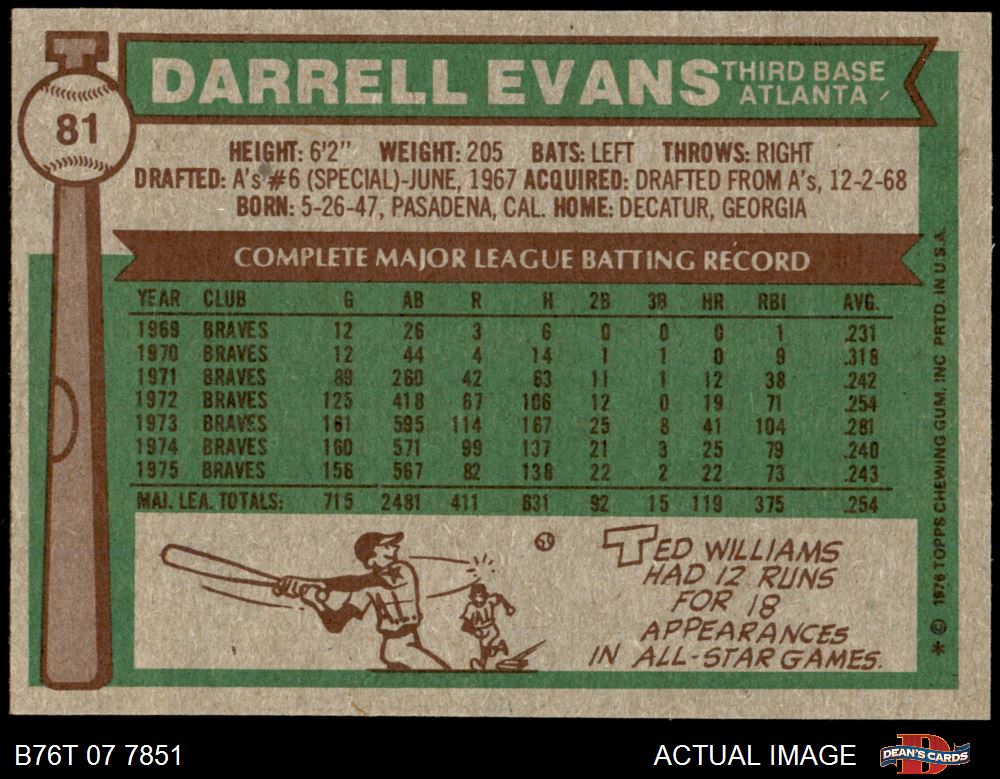 DARRELL EVANS THIRD BASE ATLANTA
81
HEIGHT: 6'2" WEIGHT: 205 BATS: LEFT THROWS: RIGHT
DRAFTED: A's #6 (SPECIAL)-JUNE, 1967 ACQUIRED: DRAFTED FROM A's, 12-2-68
BORN: 5-26-47, PASADENA, CAL. HOME: DECATUR, GEORGIA
COMPLETE MAJOR LEAGUE BATTING RECORD
YEAR CLUB G AB R H 2B 3B HR RBI AVG.
1969 BRAVES 12 26 3 6 0 0 0 1 .231
1970 BRAVES 12 44 4 14 1 1 0 9 .318
1971 BRAVES 89 260 42 63 11 1 12 38 .242
1972 BRAVES 125 418 67 106 12 0 19 71 .254
1973 BRAVES 161 595 114 167 25 8 41 104 .281
1974 BRAVES 160 571 99 137 21 3 25 79 .240
1975 BRAVES 156 567 82 138 22 2 22 73 .243
MAJ. LEA. TOTALS: 715 2481 411 631 92 15 119 375 .254
TED WILLIAMS
HAD 12 RUNS
FOR 18
APPEARANCES
IN ALL-STAR GAMES.
* © 1976 TOPPS CHEWING GUM, INC PRTD. IN U.S.A.
B76T 07 7851 ACTUAL IMAGE DEAN'S CARDS